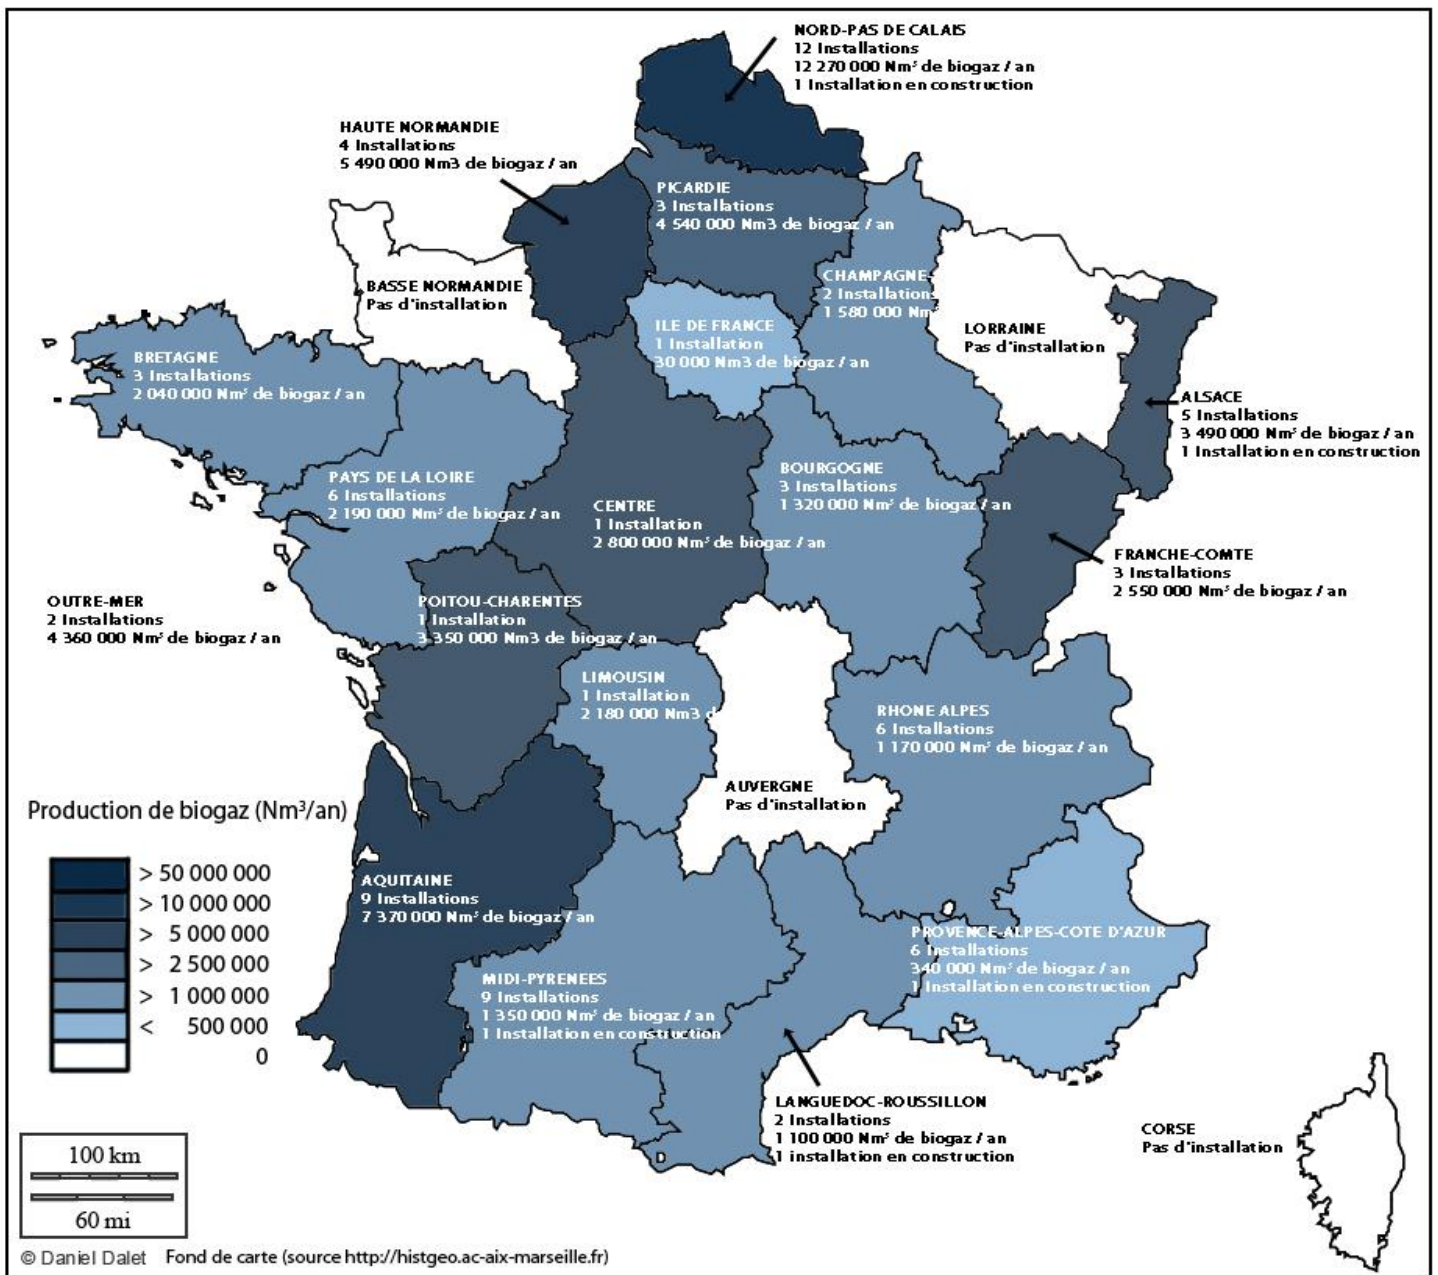 NORD-PAS DE CALAIS
12 Installations
12 270 000 Nm³ de biogaz / an
1 Installation en construction
HAUTE NORMANDIE
4 Installations
5 490 000 Nm3 de biogaz / an
PICARDIE
3 Installations
4 540 000 Nm3 de biogaz / an
BASSE NORMANDIE
Pas d'installation
CHAMPAGNE-
2 Installations
1 580 000 Nm
ILE DE FRANCE
1 Installation
30 000 Nm3 de biogaz / an
LORRAINE
Pas d'installation
BRETAGNE
3 Installations
2 040 000 Nm³ de biogaz / an
ALSACE
5 Installations
3 490 000 Nm³ de biogaz / an
1 Installation en construction
PAYS DE LA LOIRE
6 Installations
2 190 000 Nm³ de biogaz / an
CENTRE
1 Installation
2 800 000 Nm³ de biogaz / an
BOURGOGNE
3 Installations
1 320 000 Nm³ de biogaz / an
FRANCHE-COMTE
3 Installations
2 550 000 Nm³ de biogaz / an
OUTRE-MER
2 Installations
4 360 000 Nm³ de biogaz / an
POITOU-CHARENTES
1 Installation
3 350 000 Nm3 de biogaz / an
LIMOUSIN
1 Installation
2 180 000 Nm3 d
RHONE ALPES
6 Installations
1 170 000 Nm³ de biogaz / an
AUVERGNE
Pas d'installation
Production de biogaz (Nm³/an)
> 50 000 000
> 10 000 000
> 5 000 000
> 2 500 000
> 1 000 000
< 500 000
0
AQUITAINE
9 Installations
7 370 000 Nm³ de biogaz / an
PROVENCE-ALPES-COTE D'AZUR
6 Installations
340 000 Nm³ de biogaz / an
1 Installation en construction
MIDI-PYRENEES
9 Installations
1 350 000 Nm³ de biogaz / an
1 Installation en construction
LANGUEDOC-ROUSSILLON
2 Installations
1 100 000 Nm³ de biogaz / an
1 installation en construction
CORSE
Pas d'installation
100 km
60 mi
© Daniel Dalet Fond de carte (source http://histgeo.ac-aix-marseille.fr)